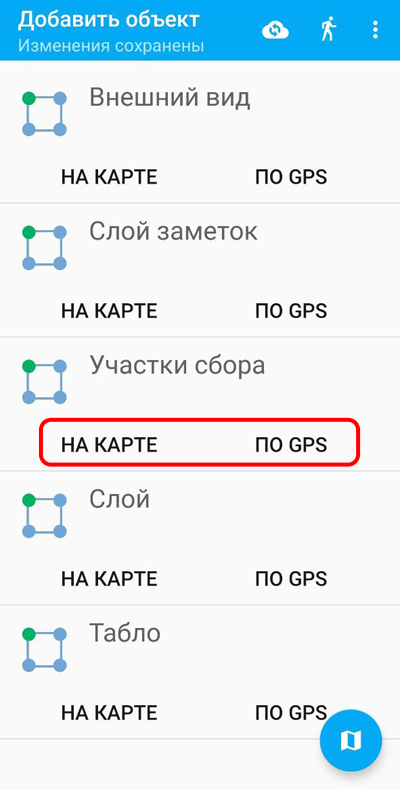 Добавить объект
Изменения сохранены
Внешний вид
НА КАРТЕ ПО GPS
Слой заметок
НА КАРТЕ ПО GPS
Участки сбора
НА КАРТЕ ПО GPS
Слой
НА КАРТЕ ПО GPS
Табло
НА КАРТЕ ПО GPS